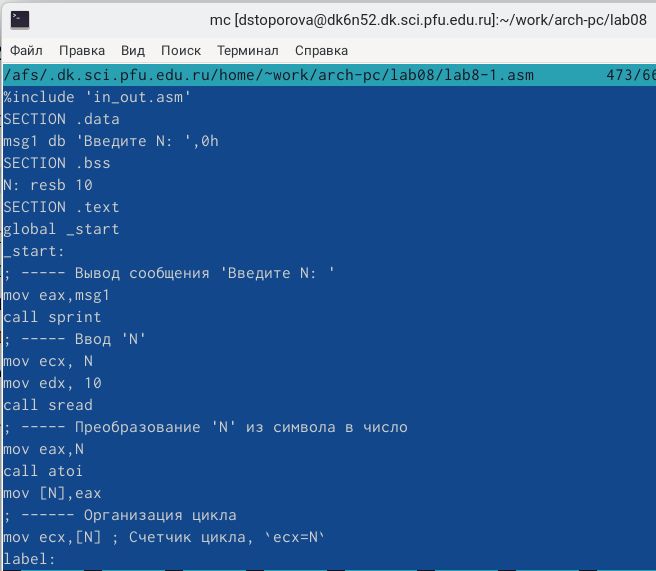 mc [dstoporova@dk6n52.dk.sci.pfu.edu.ru]:~/work/arch-pc/lab08
Файл Правка Вид Поиск Терминал Справка
/afs/.dk.sci.pfu.edu.ru/home/~work/arch-pc/lab08/lab8-1.asm 473/66
%include 'in_out.asm'
SECTION .data
msg1 db 'Введите N: ',0h
SECTION .bss
N: resb 10
SECTION .text
global _start
_start:
; ----- Вывод сообщения 'Введите N: '
mov eax,msg1
call sprint
; ----- Ввод 'N'
mov ecx, N
mov edx, 10
call sread
; ----- Преобразование 'N' из символа в число
mov eax,N
call atoi
mov [N],eax
; ------ Организация цикла
mov ecx,[N] ; Счетчик цикла, `ecx=N`
label: